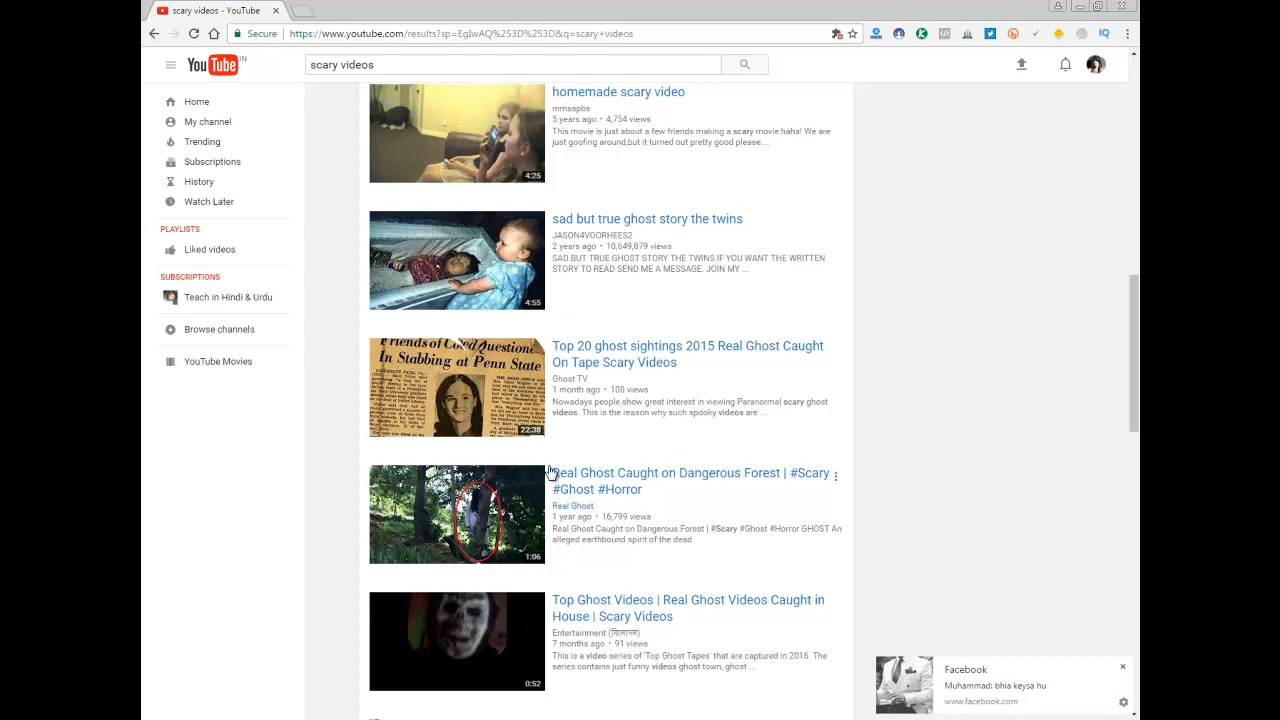 scary videos - YouTube
Secure https://www.youtube.com/results?sp=EgIwAQ%253D%253D&q=scary+videos
YouTube IN
scary videos
Home
My channel
Trending
Subscriptions
History
Watch Later
PLAYLISTS
Liked videos
SUBSCRIPTIONS
Teach in Hindi & Urdu
Browse channels
YouTube Movies
homemade scary video
mmsapbs
5 years ago • 4,754 views
This movie is just about a few friends making a scary movie haha! We are
just goofing around,but it turned out pretty good please ...
4:25
sad but true ghost story the twins
JASON4VOORHEES2
2 years ago • 10,649,879 views
SAD BUT TRUE GHOST STORY THE TWINS IF YOU WANT THE WRITTEN
STORY TO READ SEND ME A MESSAGE. JOIN MY ...
4:55
Friends of Coed Questioned
In Stabbing at Penn State
22:38
Top 20 ghost sightings 2015 Real Ghost Caught
On Tape Scary Videos
Ghost TV
1 month ago • 108 views
Nowadays people show great interest in viewing Paranormal scary ghost
videos. This is the reason why such spooky videos are ...
Real Ghost Caught on Dangerous Forest | #Scary
#Ghost #Horror
Real Ghost
1 year ago • 16,799 views
Real Ghost Caught on Dangerous Forest | #Scary #Ghost #Horror GHOST An
alleged earthbound spirit of the dead.
1:06
Top Ghost Videos | Real Ghost Videos Caught in
House | Scary Videos
Entertainment (বিনোদন)
7 months ago • 91 views
This is a video series of 'Top Ghost Tapes' that are captured in 2016. The
series contains just funny videos ghost town, ghost ...
0:52
Facebook
Muhammad: bhia keysa hu
www.facebook.com